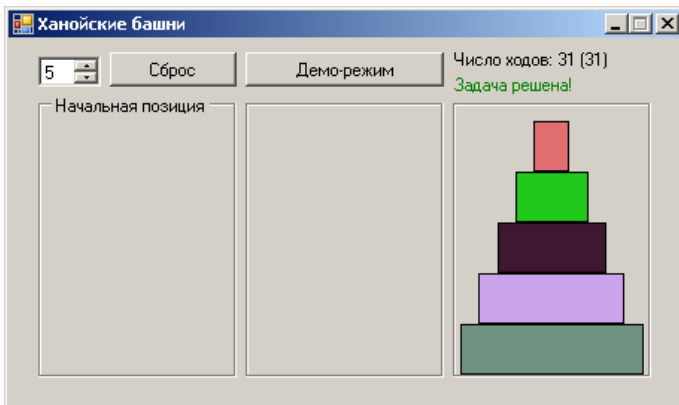 Ханойские башни
5
Сброс
Демо-режим
Число ходов: 31 (31)
Задача решена!
Начальная позиция